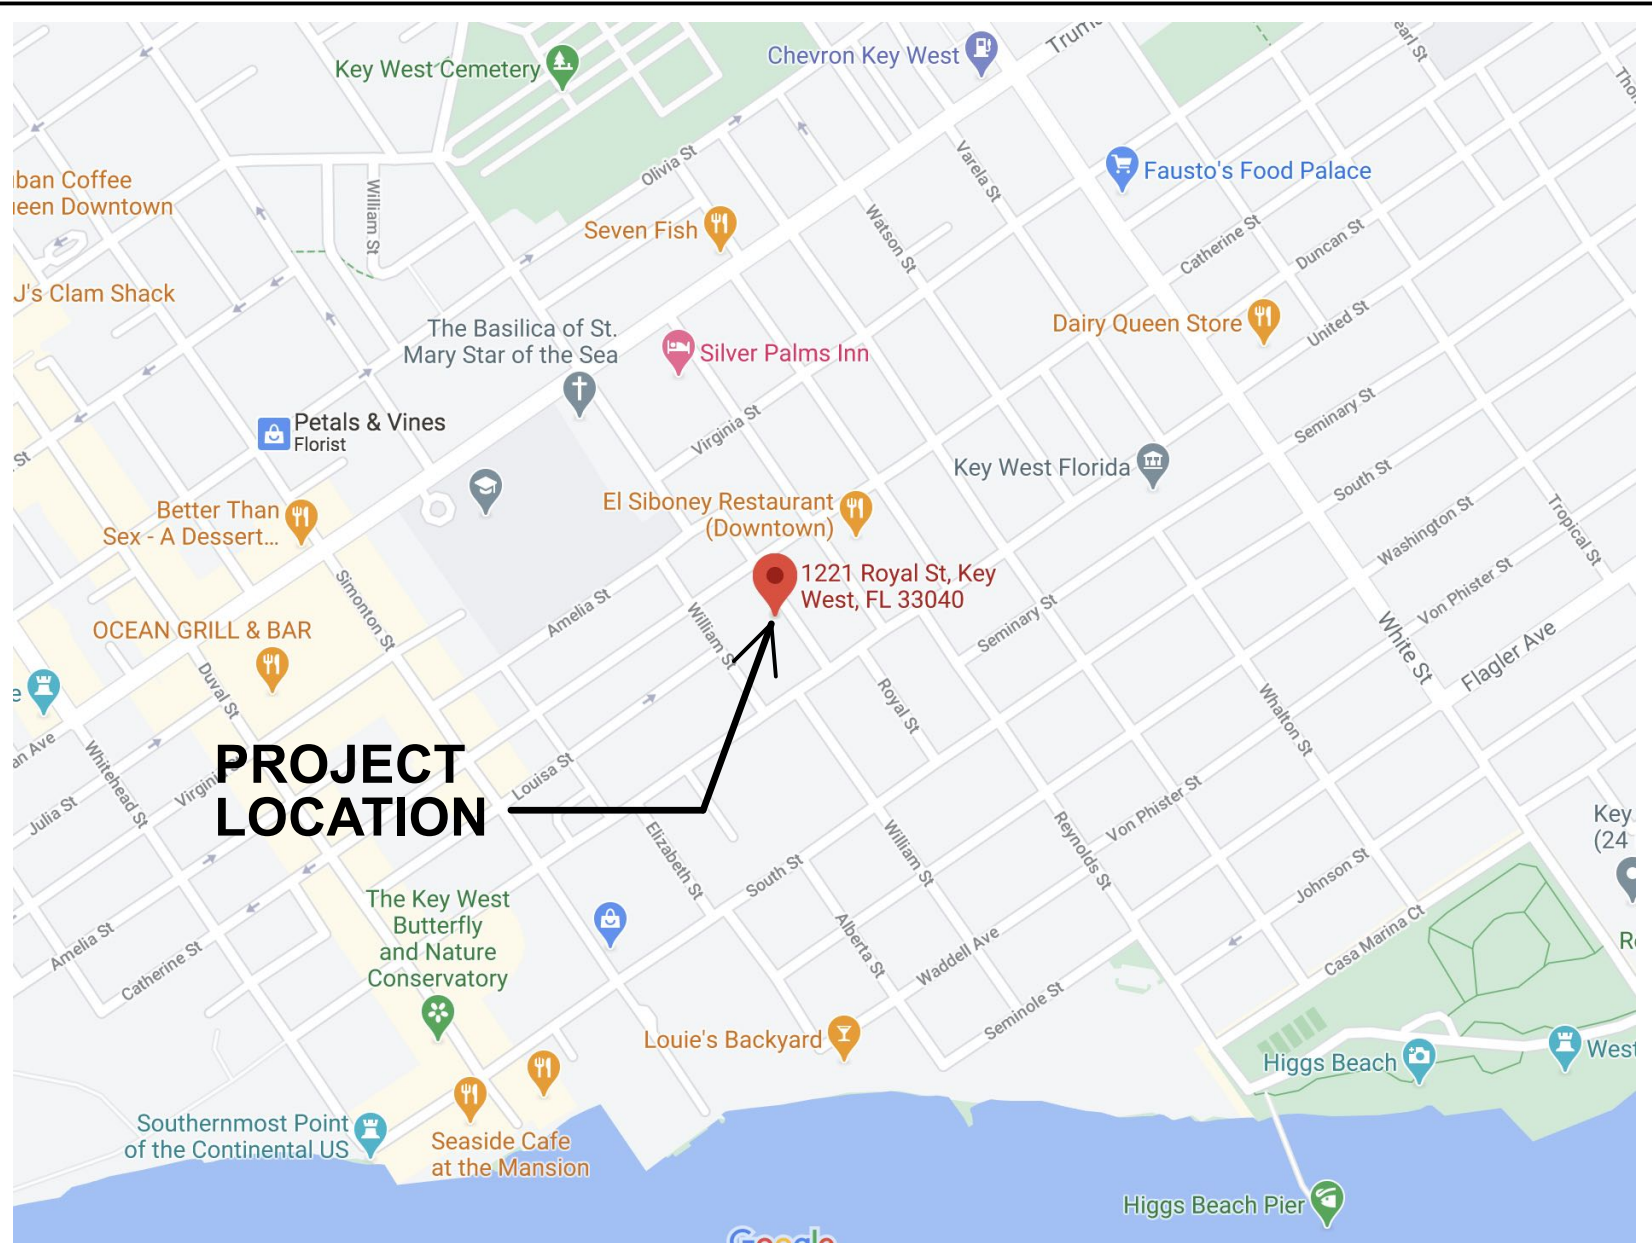 Key West Cemetery
Chevron Key West
Olivia St
Varela St
Fausto's Food Palace
William St
Seven Fish
Watson St
Catherine St
Duncan St
J's Clam Shack
The Basilica of St.
Mary Star of the Sea
Silver Palms Inn
Dairy Queen Store
United St
Petals & Vines
Florist
Virginia St
Seminary St
Key West Florida
South St
Better Than
Sex - A Dessert...
El Siboney Restaurant
(Downtown)
Washington St
Tropical St
Simonton St
1221 Royal St, Key
West, FL 33040
Amelia St
William St
Seminary St
Von Phister St
OCEAN GRILL & BAR
White St
Flagler Ave
Duval St
Royal St
Whalton St
PROJECT
LOCATION
Whitehead St
Julia St
Louisa St
Von Phister St
Elizabeth St
South St
William St
Reynolds St
Johnson St
Key
(24
The Key West
Butterfly
and Nature
Conservatory
Amelia St
Catherine St
Alberta St
Waddell Ave
Casa Marina Ct
Seminole St
Louie's Backyard
Higgs Beach
West
Southernmost Point
of the Continental US
Seaside Cafe
at the Mansion
Higgs Beach Pier
Google